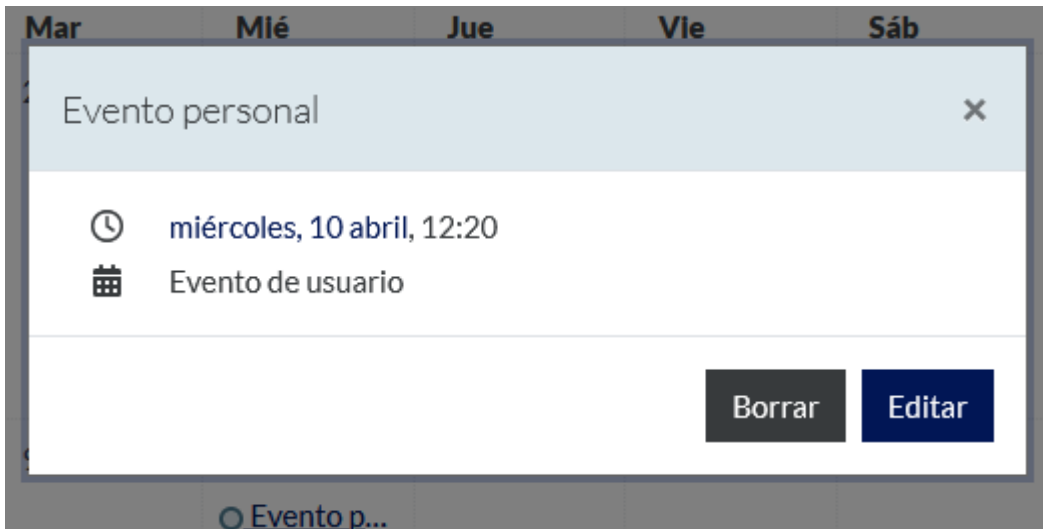 Mar Mié Jue Vie Sáb
Evento personal ×
miércoles, 10 abril, 12:20
Evento de usuario
Borrar Editar
Evento p...